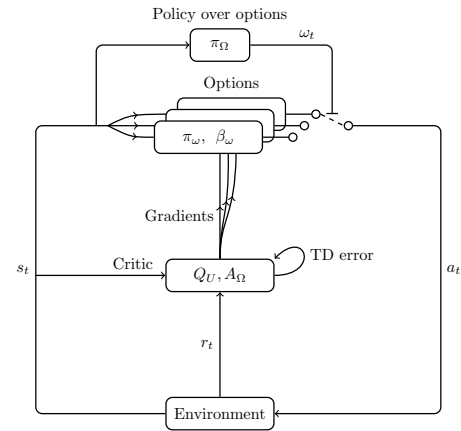 Policy over options
π_Ω
ω_t
Options
π_ω, β_ω
Gradients
Critic
Q_U, A_Ω
TD error
s_t
a_t
r_t
Environment